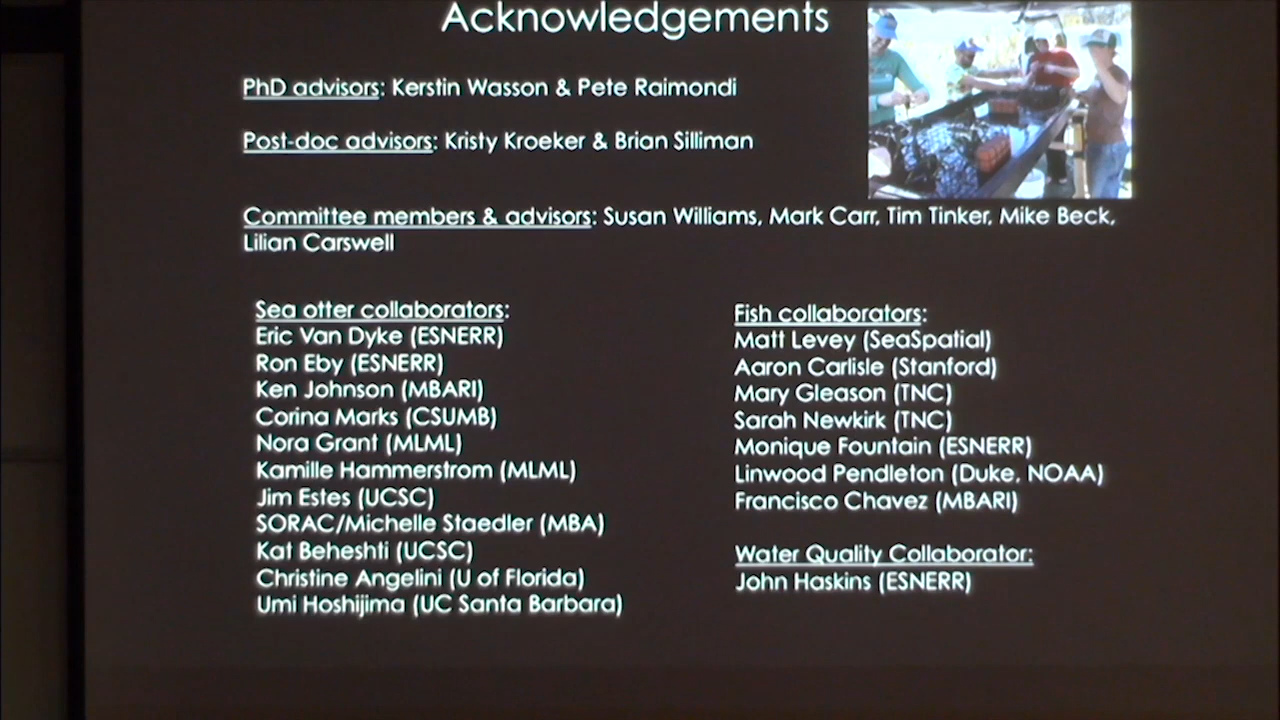 Acknowledgements
PhD advisors: Kerstin Wasson & Pete Raimondi
Post-doc advisors: Kristy Kroeker & Brian Silliman
Committee members & advisors: Susan Williams, Mark Carr, Tim Tinker, Mike Beck,
Lilian Carswell
Sea otter collaborators:
Eric Van Dyke (ESNERR)
Ron Eby (ESNERR)
Ken Johnson (MBARI)
Corina Marks (CSUMB)
Nora Grant (MLML)
Kamille Hammerstrom (MLML)
Jim Estes (UCSC)
SORAC/Michelle Staedler (MBA)
Kat Beheshti (UCSC)
Christine Angelini (U of Florida)
Umi Hoshijima (UC Santa Barbara)
Fish collaborators:
Matt Levey (SeaSpatial)
Aaron Carlisle (Stanford)
Mary Gleason (TNC)
Sarah Newkirk (TNC)
Monique Fountain (ESNERR)
Linwood Pendleton (Duke, NOAA)
Francisco Chavez (MBARI)
Water Quality Collaborator:
John Haskins (ESNERR)